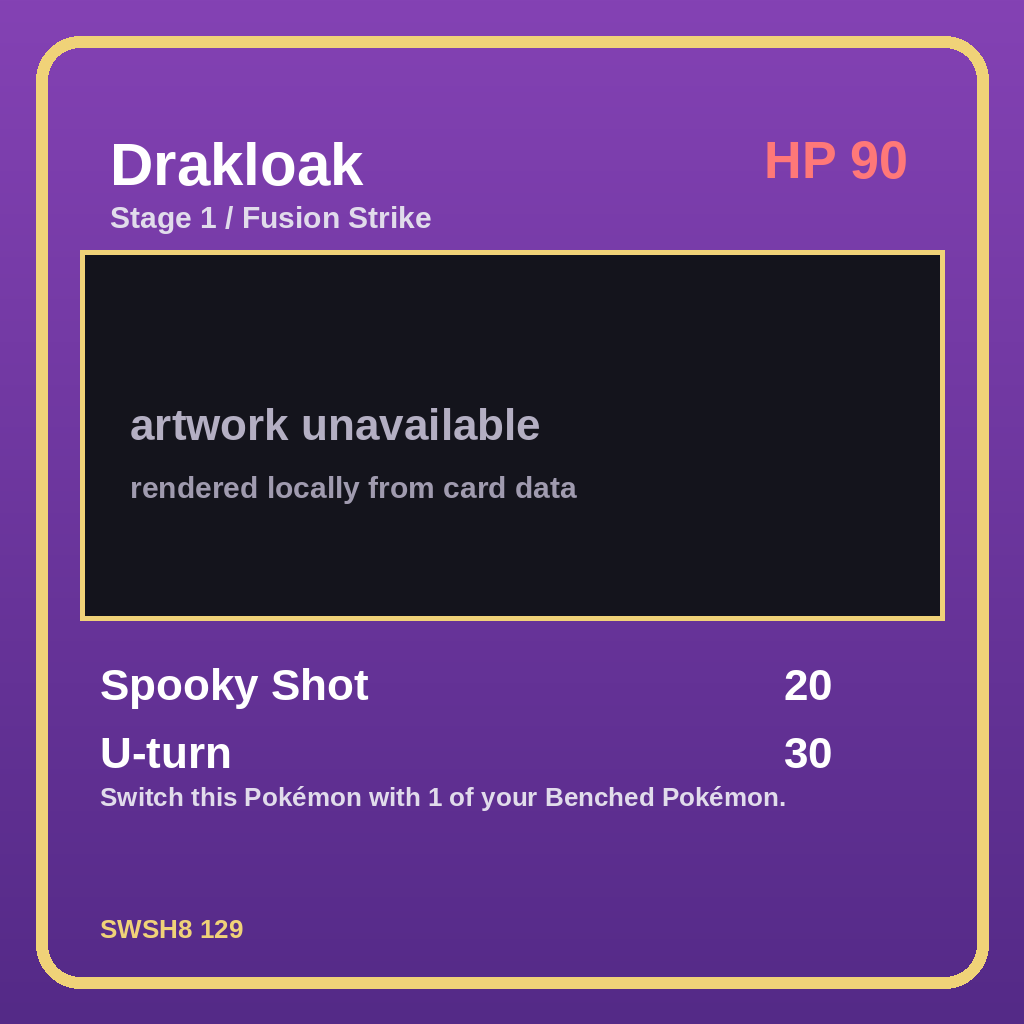 Drakloak
HP 90
Stage 1 / Fusion Strike
artwork unavailable
rendered locally from card data
Spooky Shot 20
U-turn 30
Switch this Pokémon with 1 of your Benched Pokémon.
SWSH8 129